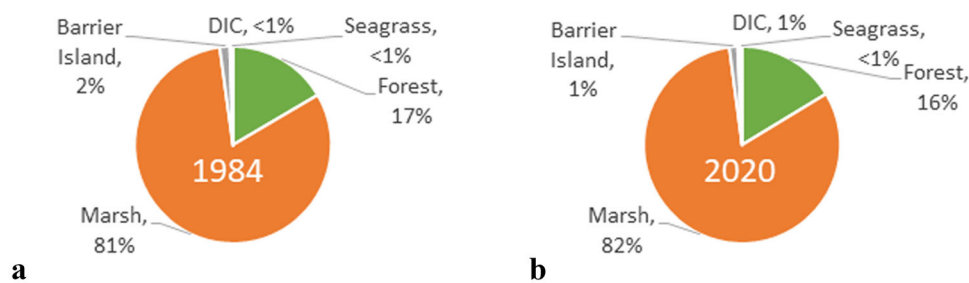 Barrier
Island,
2%
DIC, <1%
Seagrass,
<1%
Forest,
17%
1984
Marsh,
81%
a
Barrier
Island,
1%
DIC, 1%
Seagrass,
<1%
Forest,
16%
2020
Marsh,
82%
b